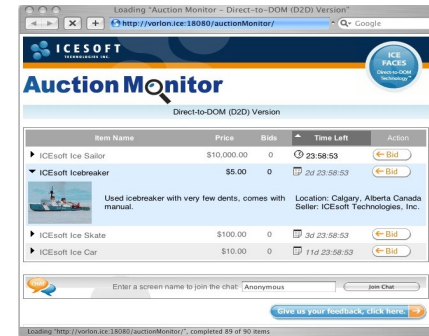 Loading "Auction Monitor – Direct-to-DOM (D2D) Version"
http://vorlon.ice:18080/auctionMonitor/
Google
ICESOFT
TECHNOLOGIES INC.
ICE
FACES
Direct-to-DOM
Technology™
Auction Monitor
Direct-to-DOM (D2D) Version
Item Name Price Bids Time Left Action
ICEsoft Ice Sailor $10,000.00 0 23:58:53 Bid
ICEsoft Icebreaker $5.00 0 2d 23:58:53 Bid
Used icebreaker with very few dents, comes with manual.
Location: Calgary, Alberta Canada
Seller: ICEsoft Technologies, Inc.
ICEsoft Ice Skate $100.00 0 3d 23:58:53 Bid
ICEsoft Ice Car $10.00 0 11d 23:58:53 Bid
chat
Enter a screen name to join the chat: Anonymous Join Chat
Give us your feedback, click here.
Loading "http://vorlon.ice:18080/auctionMonitor/", completed 89 of 90 items